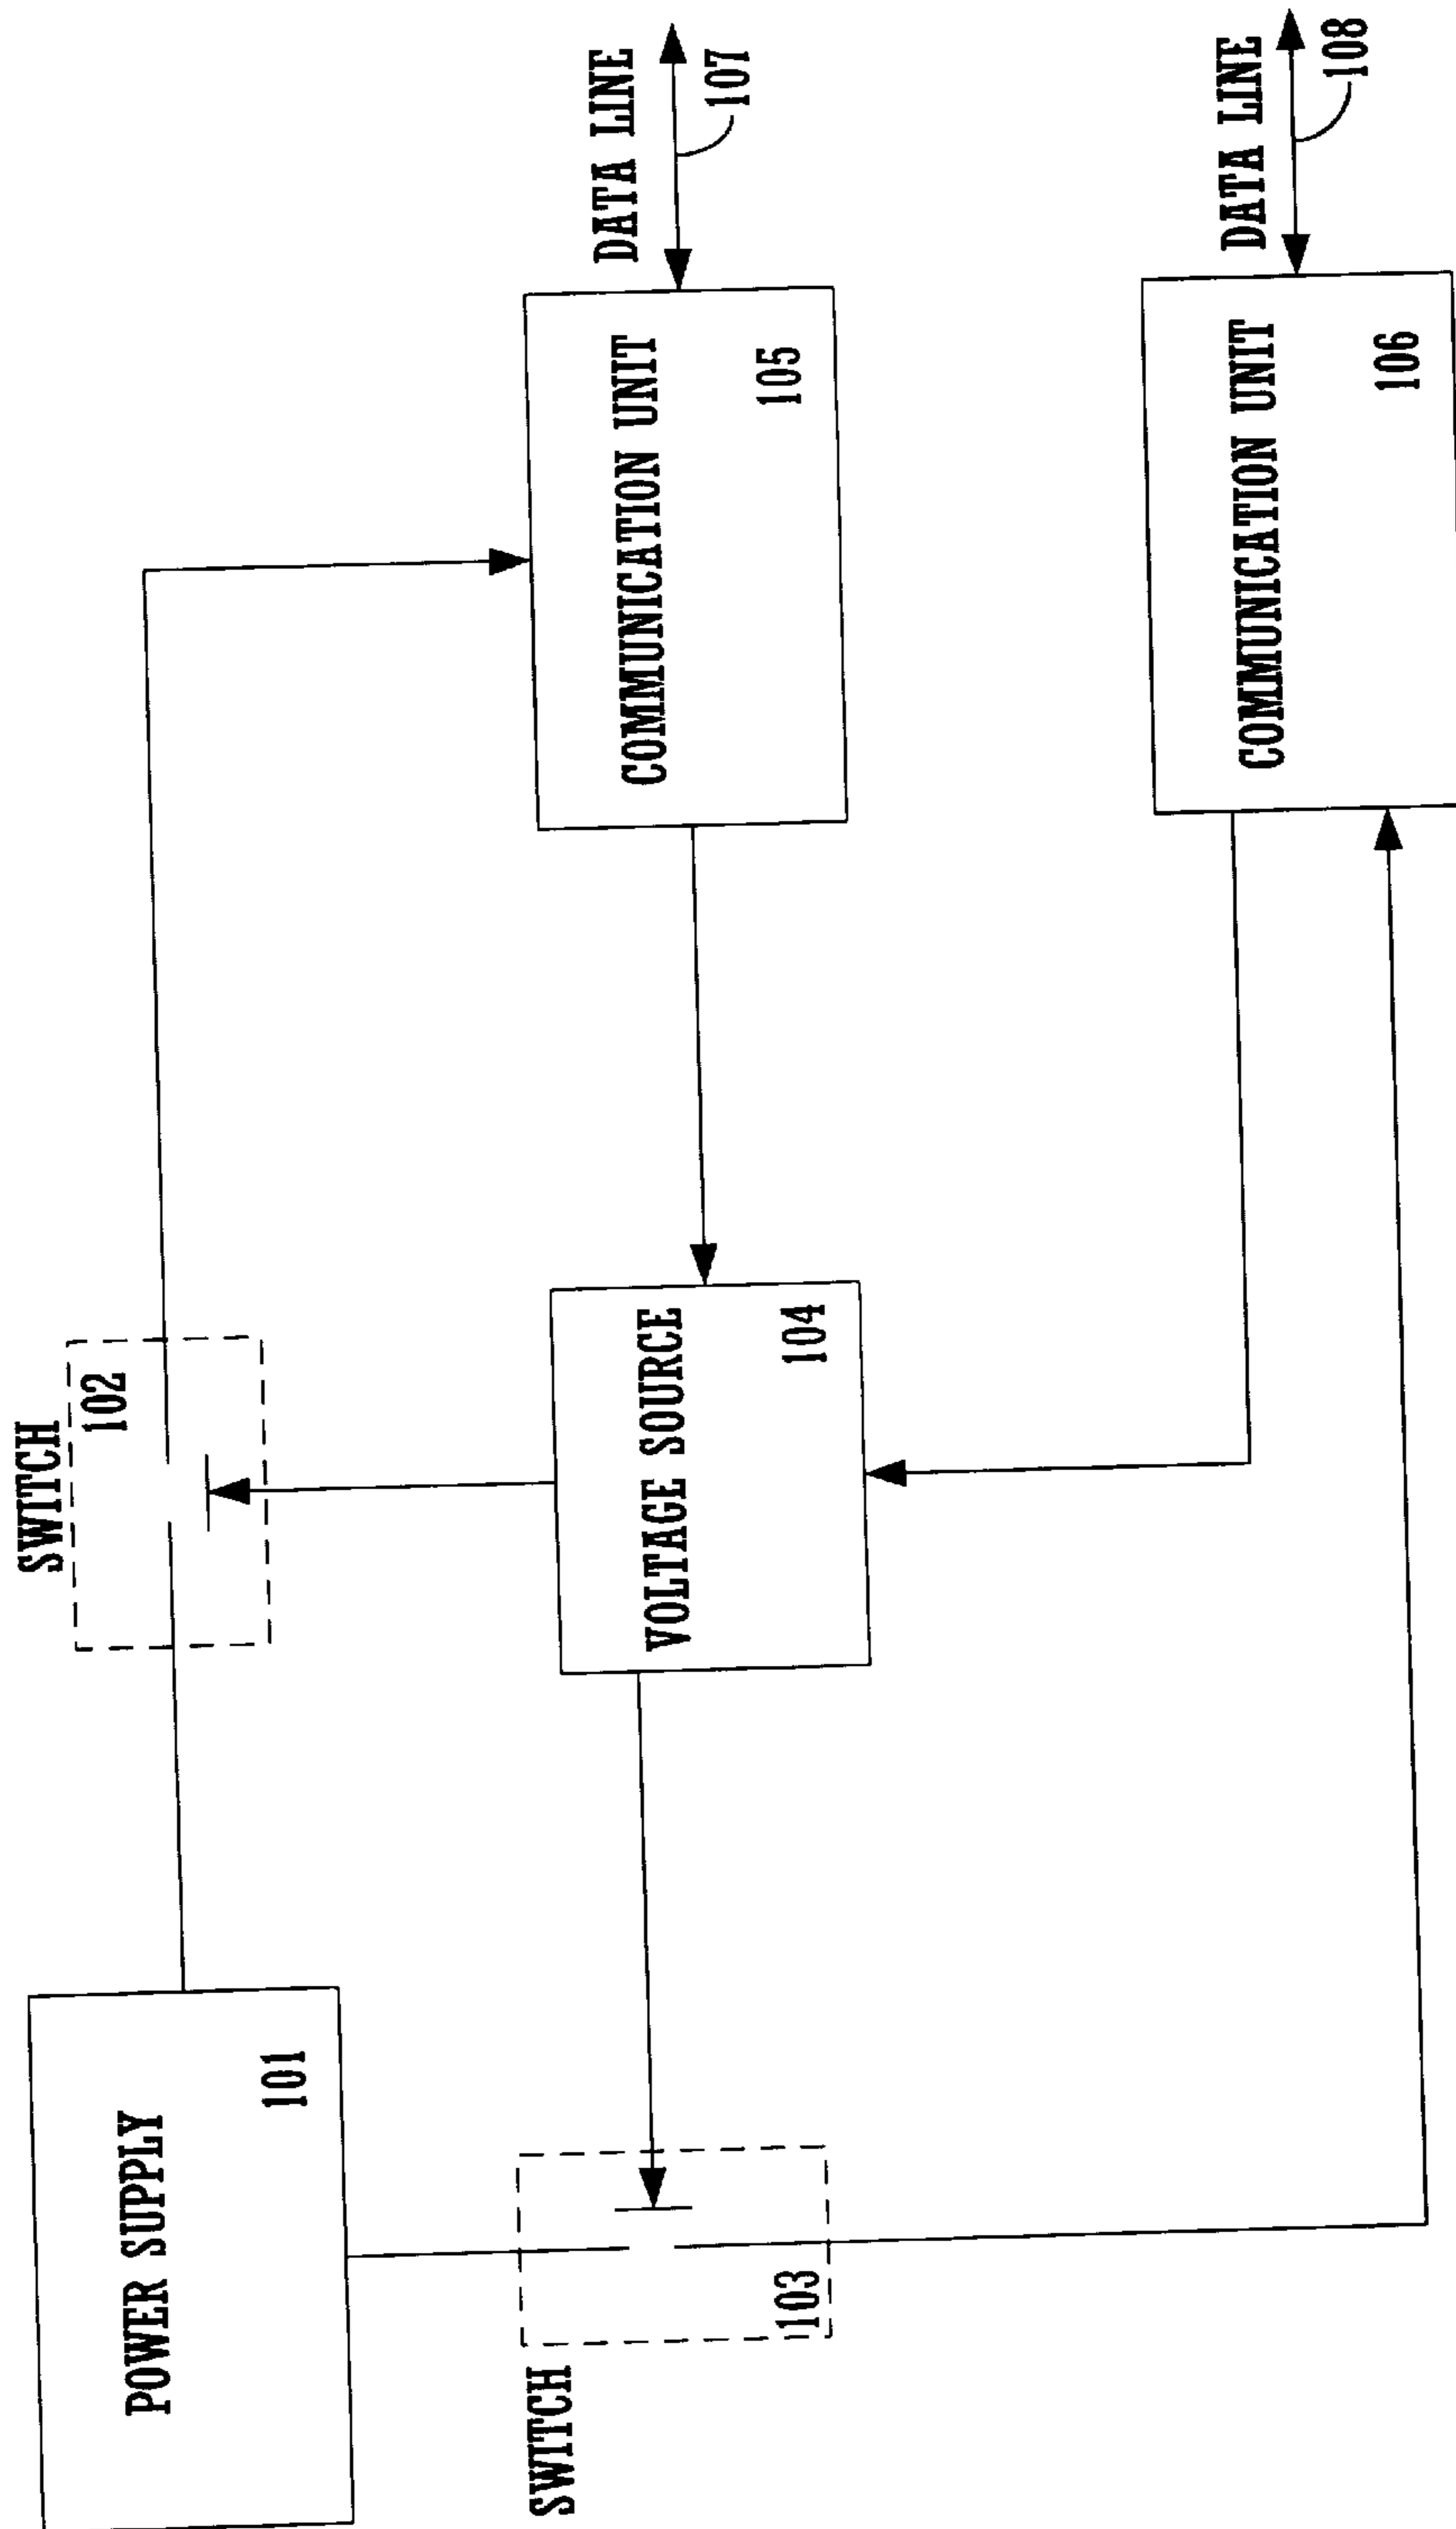 SWITCH
102
POWER SUPPLY
101
SWITCH
103
VOLTAGE SOURCE
104
COMMUNICATION UNIT
105
DATA LINE
107
COMMUNICATION UNIT
106
DATA LINE
108